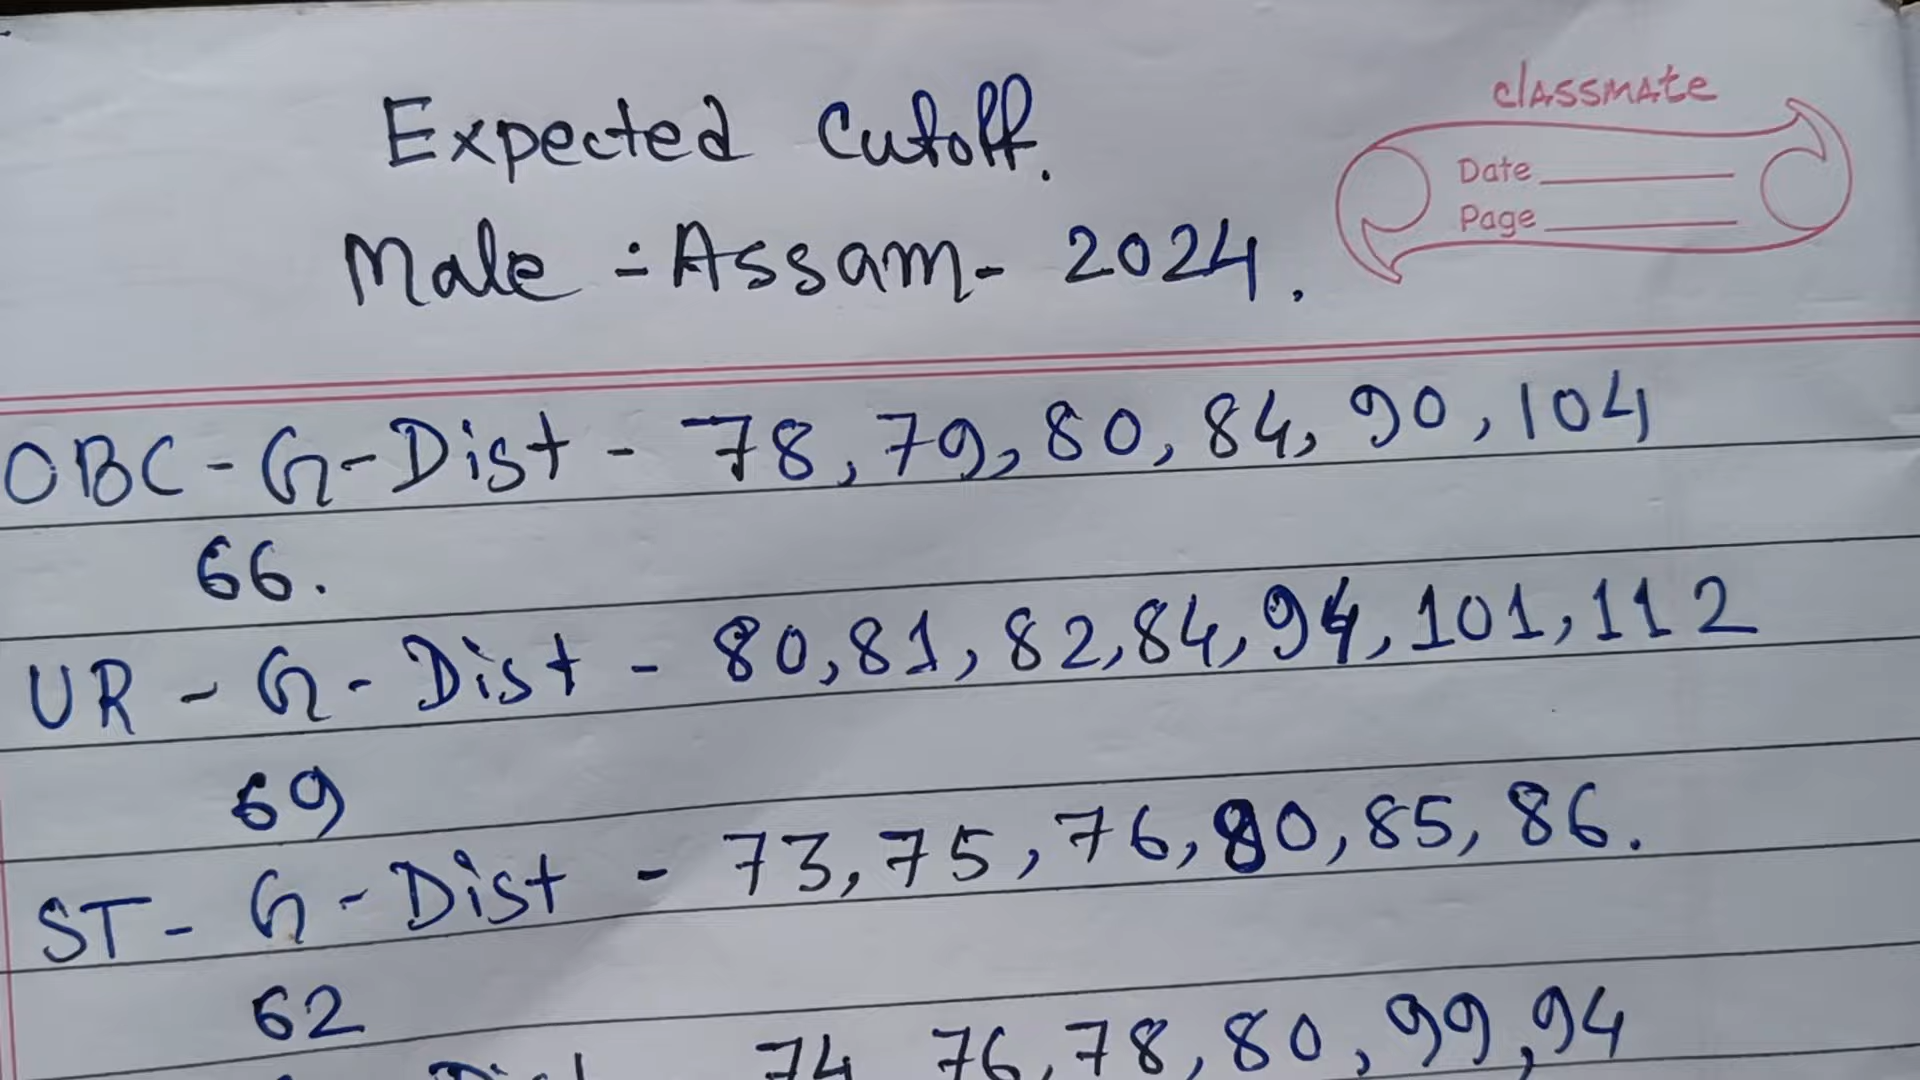 classmate
Date
Page
Expected Cutoff.
Male :- Assam - 2024.
OBC - G - Dist - 78, 79, 80, 84, 90, 104
66.
UR - G - Dist - 80, 81, 82, 84, 94, 101, 112
69
ST - G - Dist - 73, 75, 76, 80, 85, 86.
62
74 76, 78, 80, 99, 94